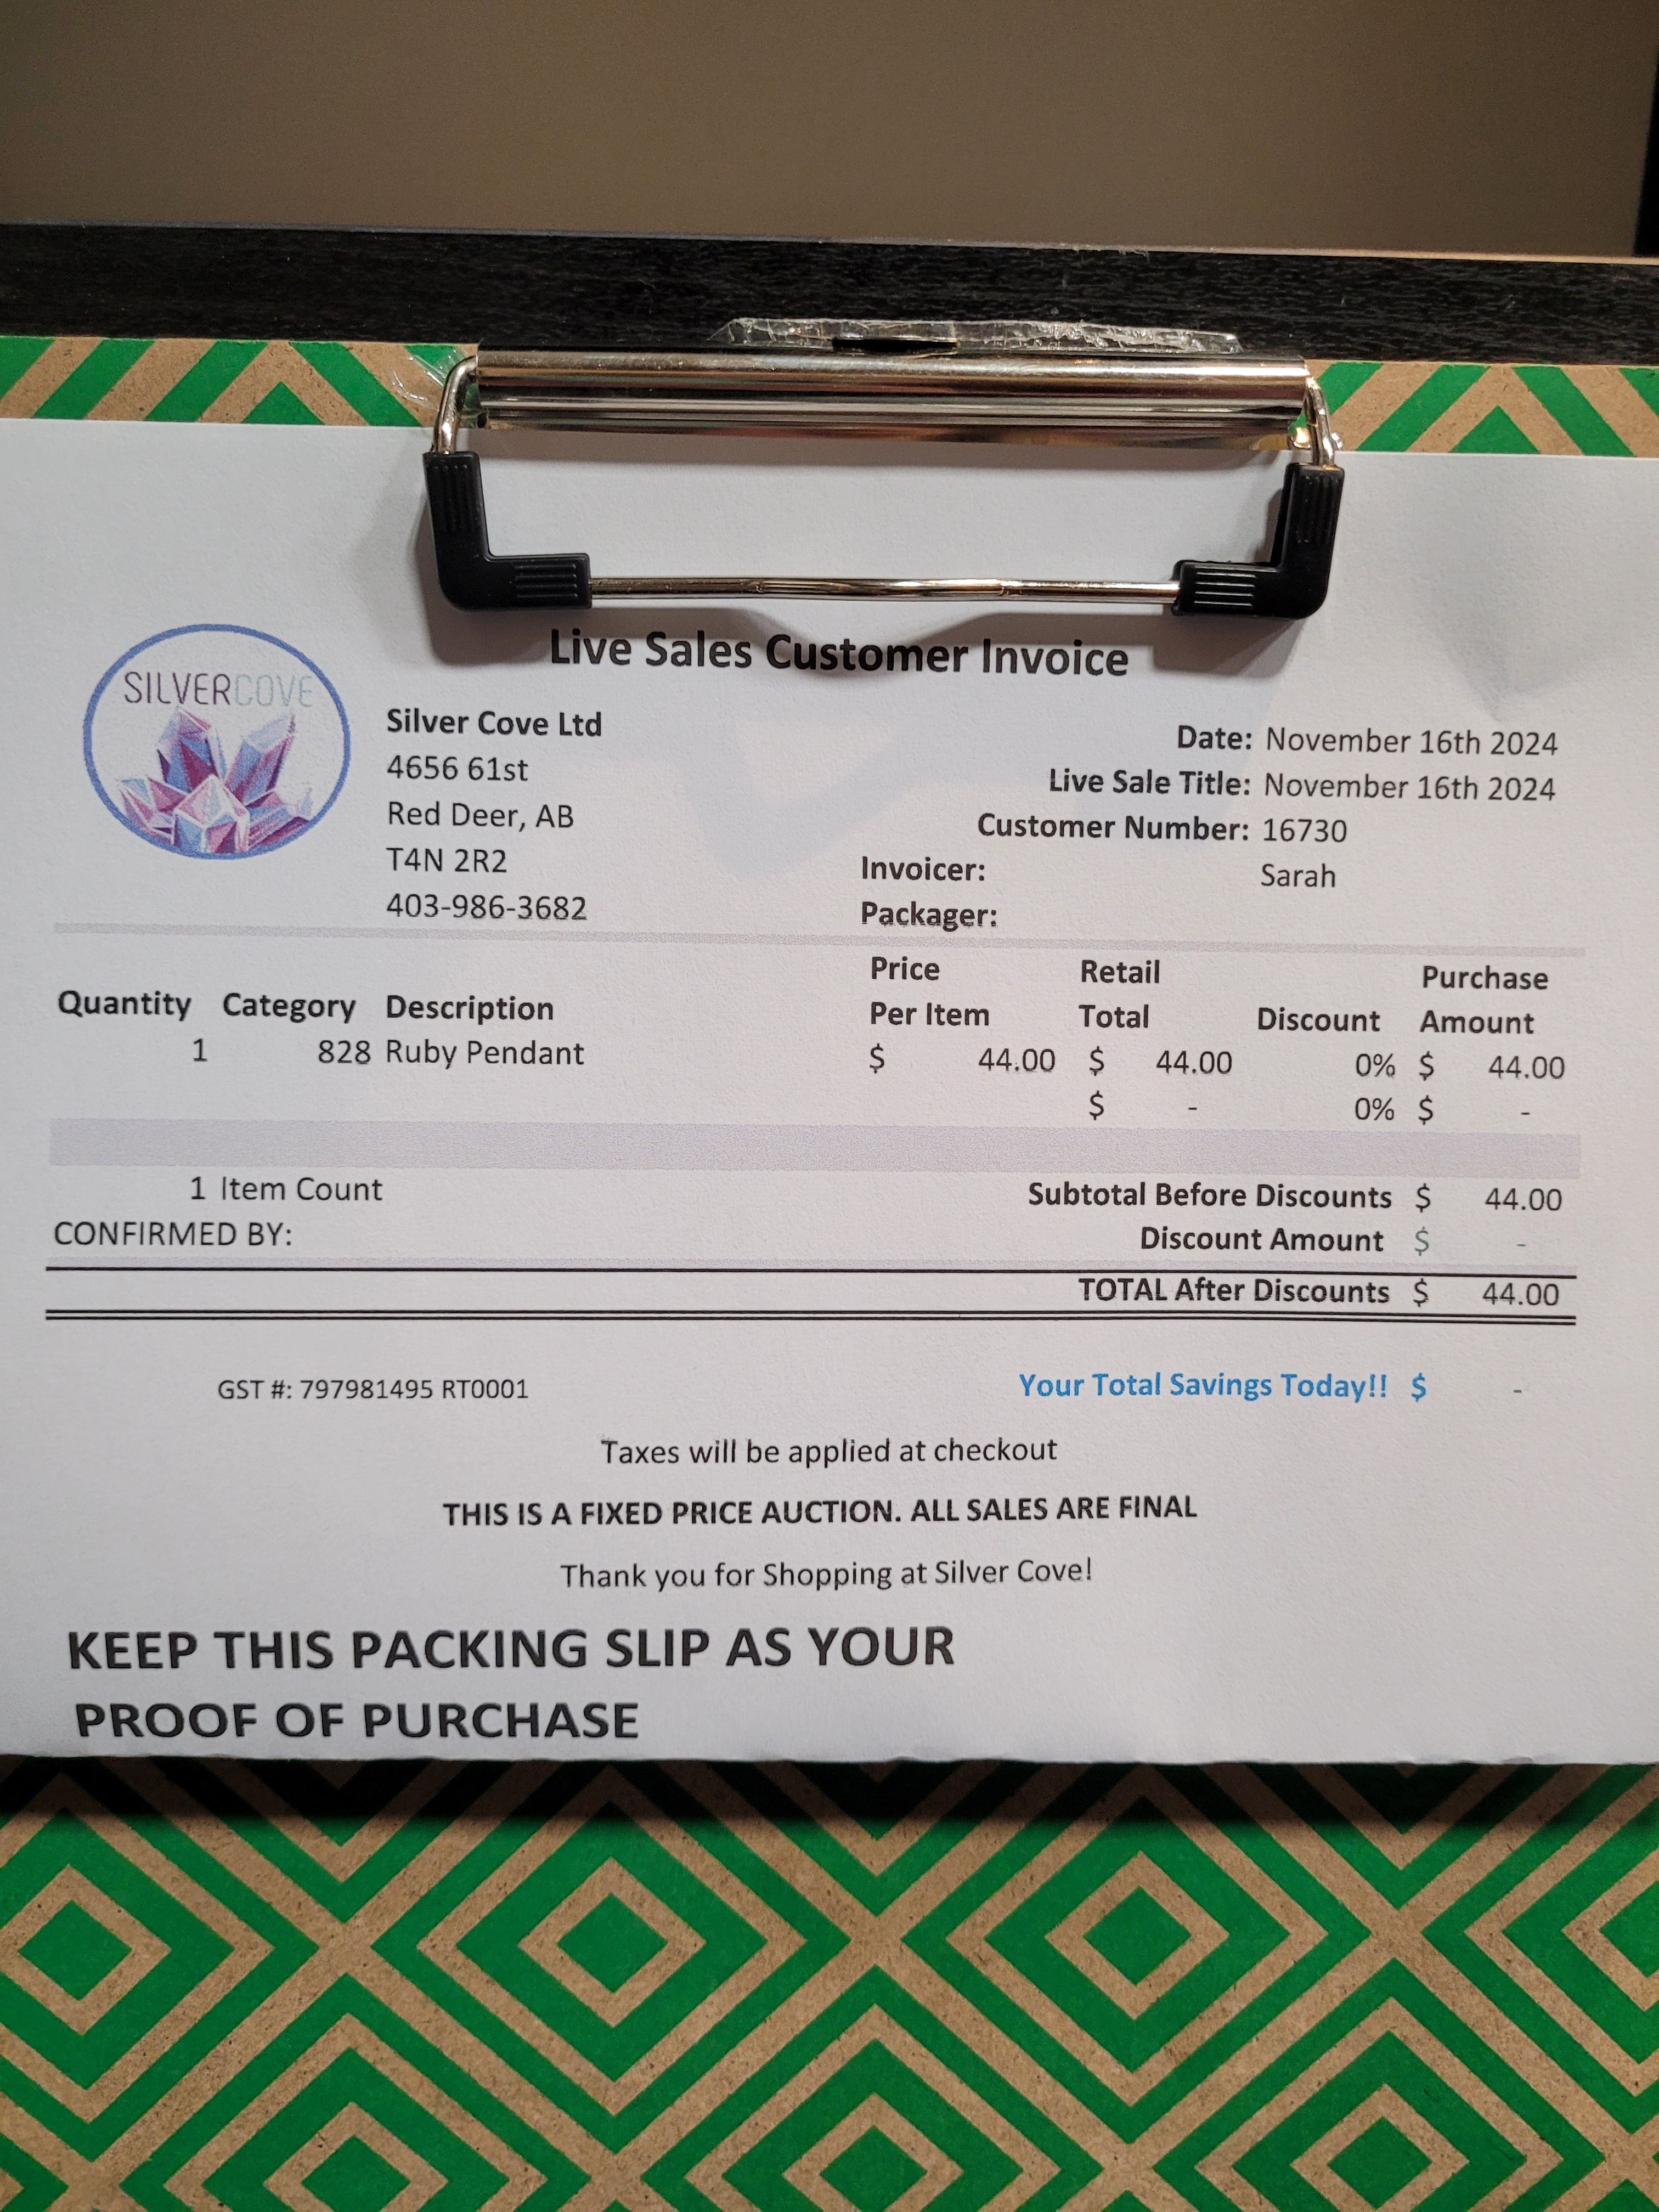 Live Sales Customer Invoice
SILVERCOVE
Silver Cove Ltd
4656 61st
Red Deer, AB
T4N 2R2
403-986-3682
Date: November 16th 2024
Live Sale Title: November 16th 2024
Customer Number: 16730
Invoicer: Sarah
Packager:
Quantity Category Description Price Per Item Retail Total Discount Purchase Amount
1 828 Ruby Pendant $ 44.00 $ 44.00 0% $ 44.00
$ - 0% $ -
1 Item Count
CONFIRMED BY:
Subtotal Before Discounts $ 44.00
Discount Amount $ -
TOTAL After Discounts $ 44.00
GST #: 797981495 RT0001
Your Total Savings Today!! $ -
Taxes will be applied at checkout
THIS IS A FIXED PRICE AUCTION. ALL SALES ARE FINAL
Thank you for Shopping at Silver Cove!
KEEP THIS PACKING SLIP AS YOUR
PROOF OF PURCHASE